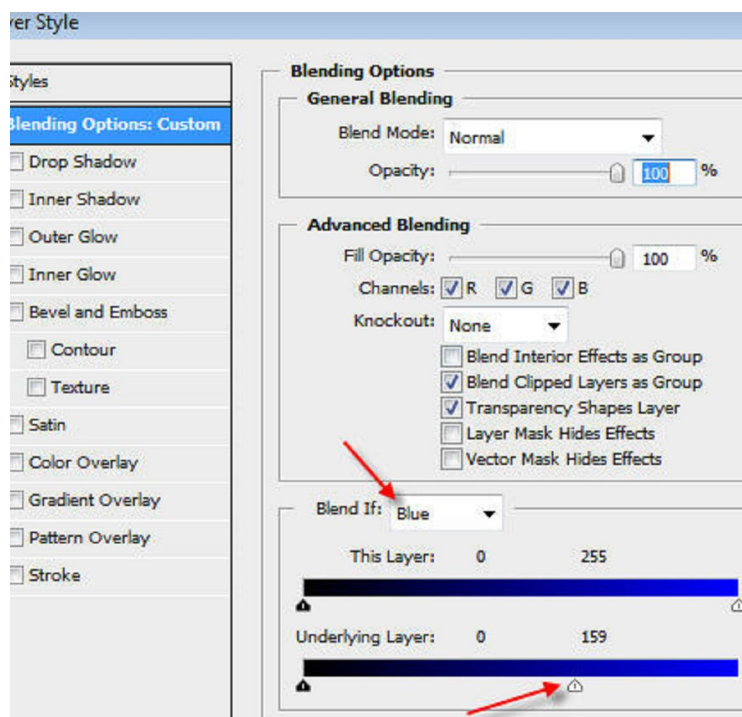 er Style
Styles
Blending Options: Custom
Drop Shadow
Inner Shadow
Outer Glow
Inner Glow
Bevel and Emboss
Contour
Texture
Satin
Color Overlay
Gradient Overlay
Pattern Overlay
Stroke
Blending Options
General Blending
Blend Mode: Normal
Opacity: 100 %
Advanced Blending
Fill Opacity: 100 %
Channels: R G B
Knockout: None
Blend Interior Effects as Group
Blend Clipped Layers as Group
Transparency Shapes Layer
Layer Mask Hides Effects
Vector Mask Hides Effects
Blend If: Blue
This Layer: 0 255
Underlying Layer: 0 159